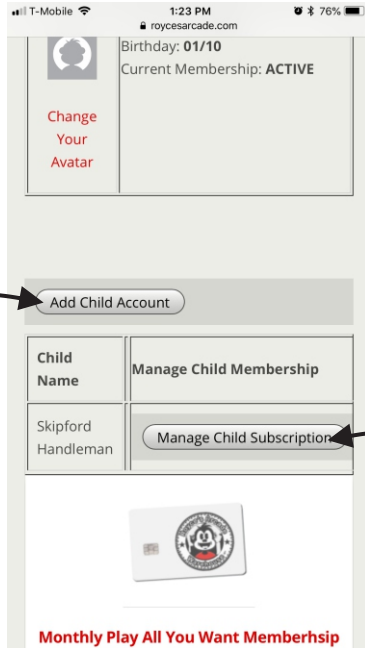 T-Mobile 1:23 PM 76%
roycesarcade.com
Birthday: 01/10
Current Membership: ACTIVE
Change
Your
Avatar
Add Child Account
Child
Name
Manage Child Membership
Skipford
Handleman
Manage Child Subscription
Monthly Play All You Want Memberhsip